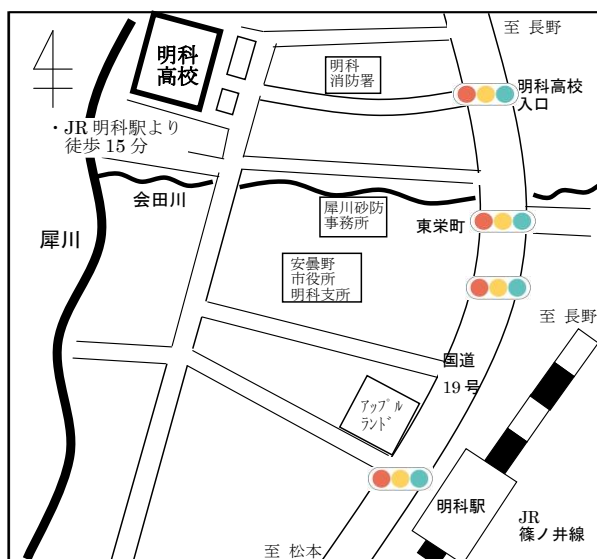 至 長野
明科
高校
明科
消防署
明科高校
入口
・JR 明科駅より
徒歩 15 分
会田川
犀川砂防
事務所
東栄町
犀川
安曇野
市役所
明科支所
至 長野
国道
19 号
アップル
ランド
明科駅
JR
篠ノ井線
至 松本